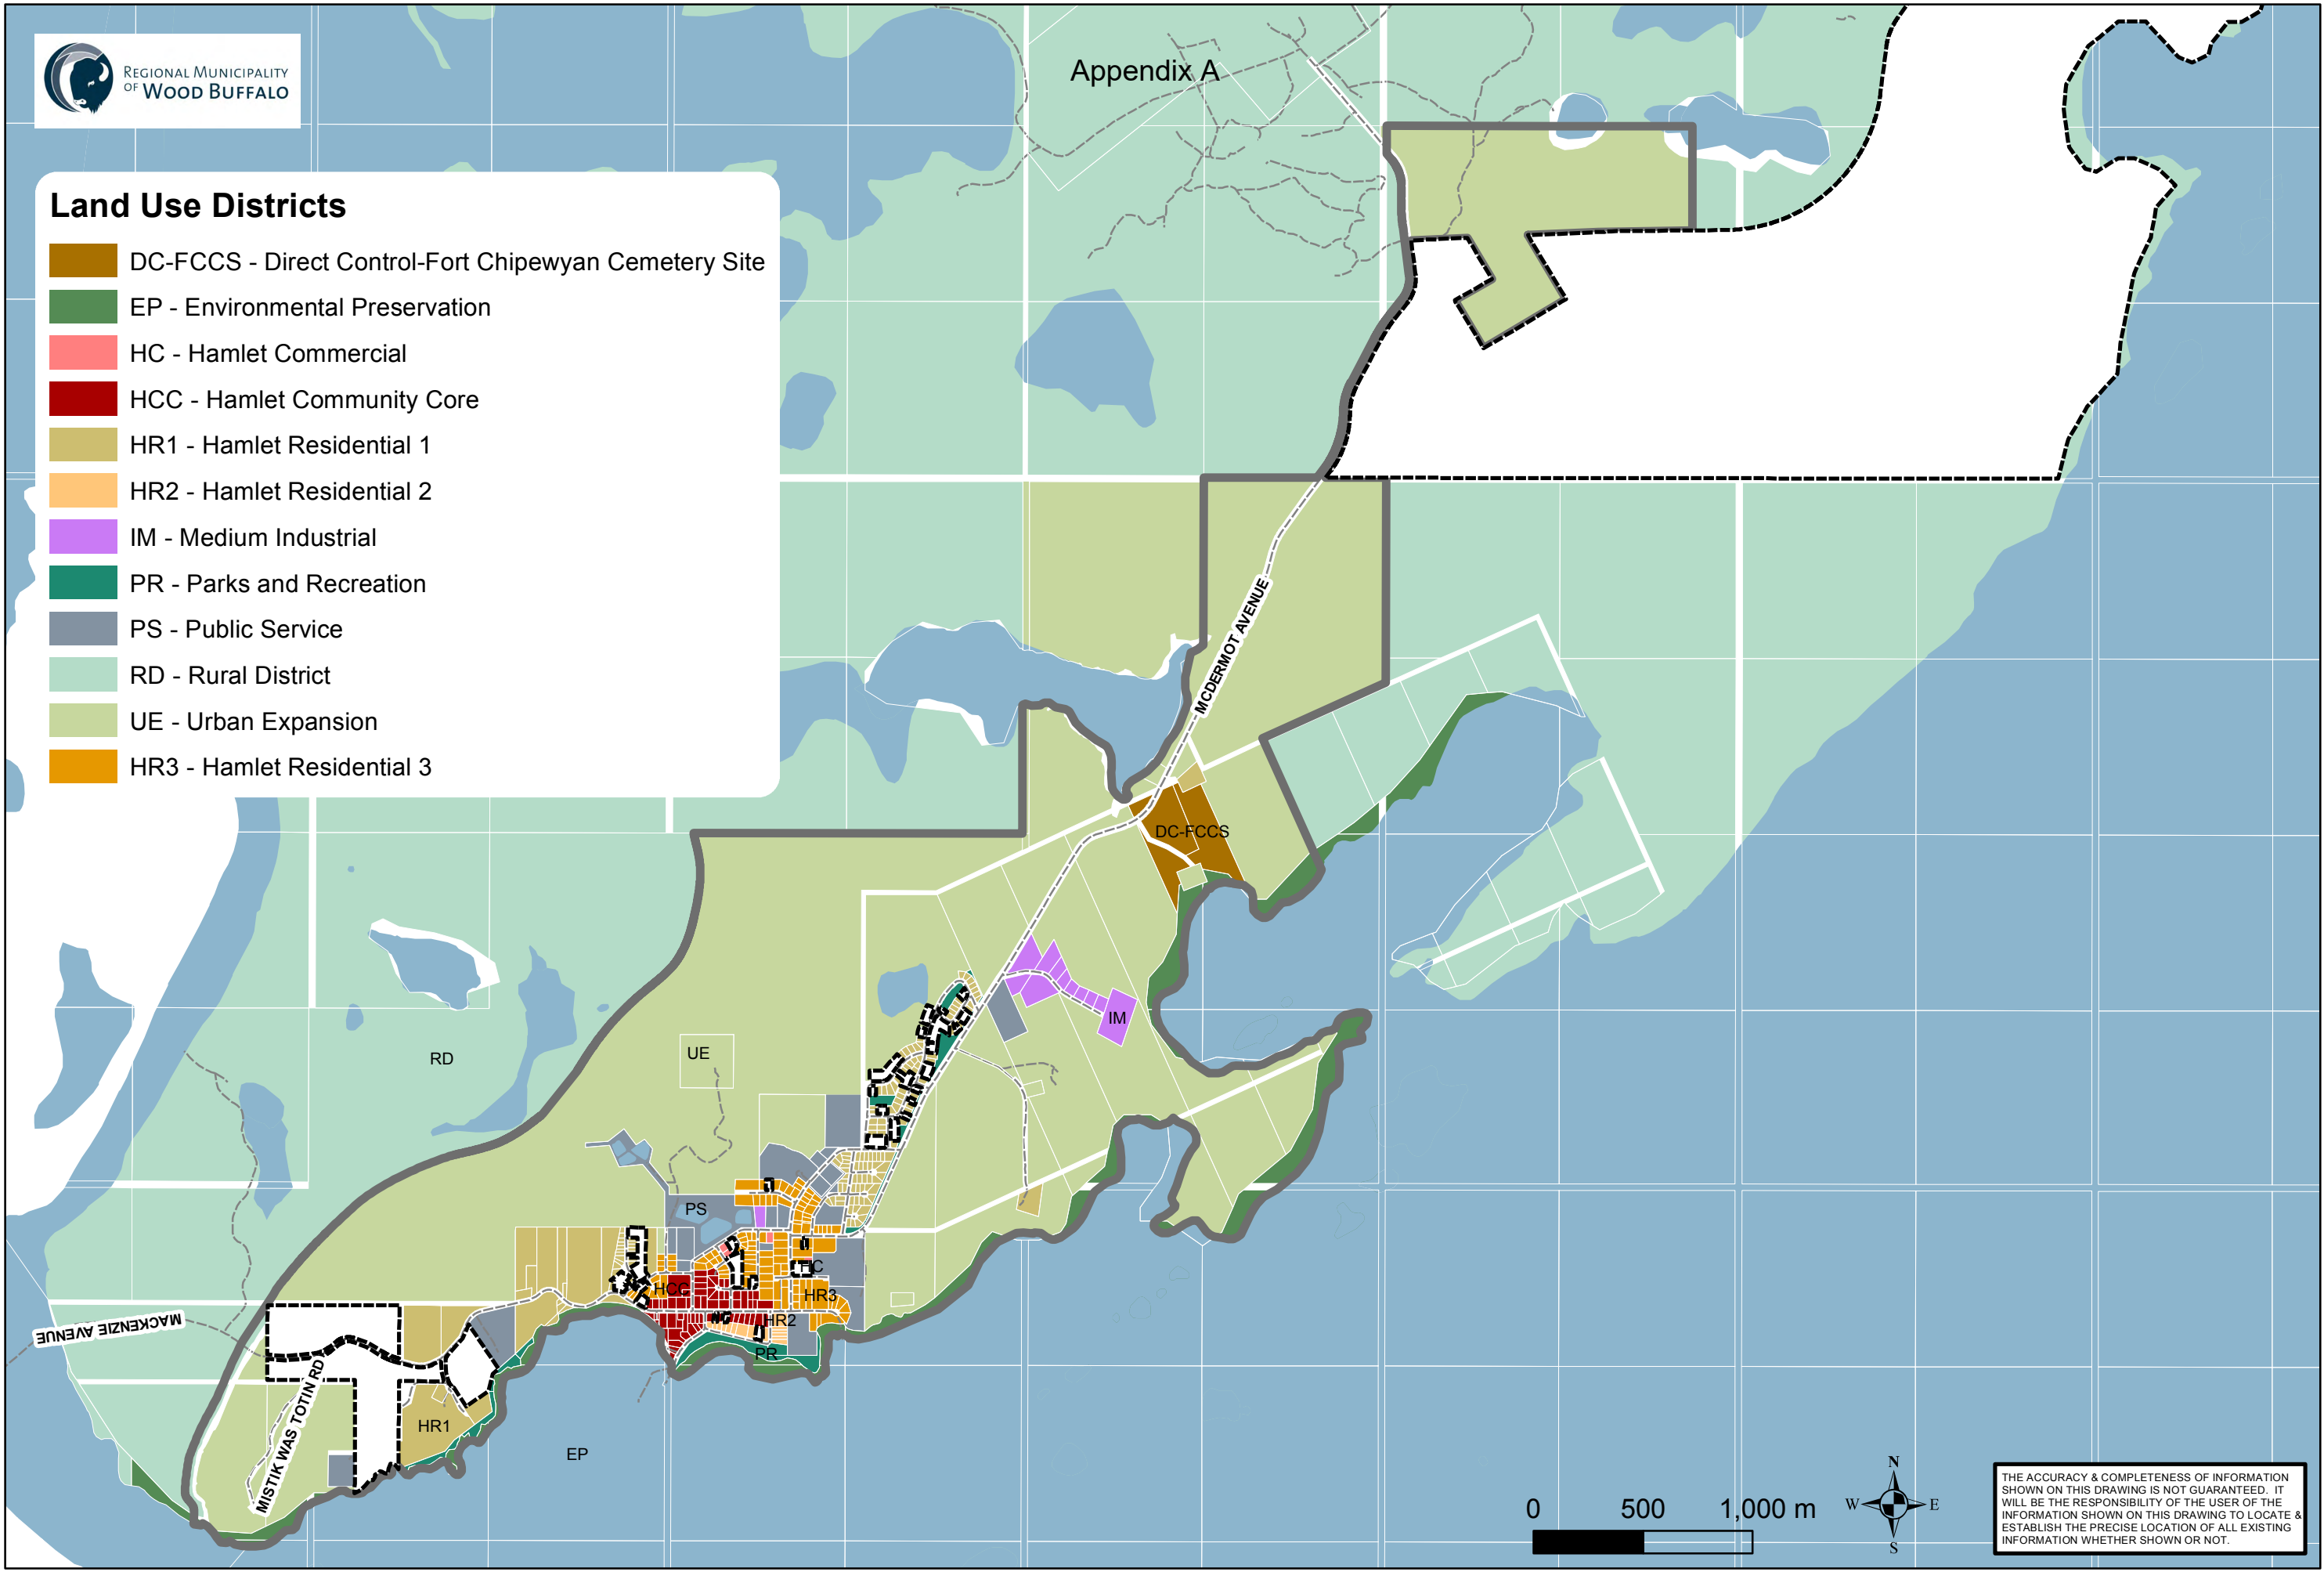 Appendix A
REGIONAL MUNICIPALITY
OF WOOD BUFFALO
Land Use Districts
DC-FCCS - Direct Control-Fort Chipewyan Cemetery Site
EP - Environmental Preservation
HC - Hamlet Commercial
HCC - Hamlet Community Core
HR1 - Hamlet Residential 1
HR2 - Hamlet Residential 2
IM - Medium Industrial
PR - Parks and Recreation
PS - Public Service
RD - Rural District
UE - Urban Expansion
HR3 - Hamlet Residential 3
MCDERMOT AVENUE
DC-FCCS
IM
UE
RD
PS
HC
HCC
HR3
HR2
PR
MACKENZIE AVENUE
MISTIK WAS TOTIN RD
HR1
EP
0 500 1,000 m
N
W E
S
THE ACCURACY & COMPLETENESS OF INFORMATION
SHOWN ON THIS DRAWING IS NOT GUARANTEED. IT
WILL BE THE RESPONSIBILITY OF THE USER OF THE
INFORMATION SHOWN ON THIS DRAWING TO LOCATE &
ESTABLISH THE PRECISE LOCATION OF ALL EXISTING
INFORMATION WHETHER SHOWN OR NOT.